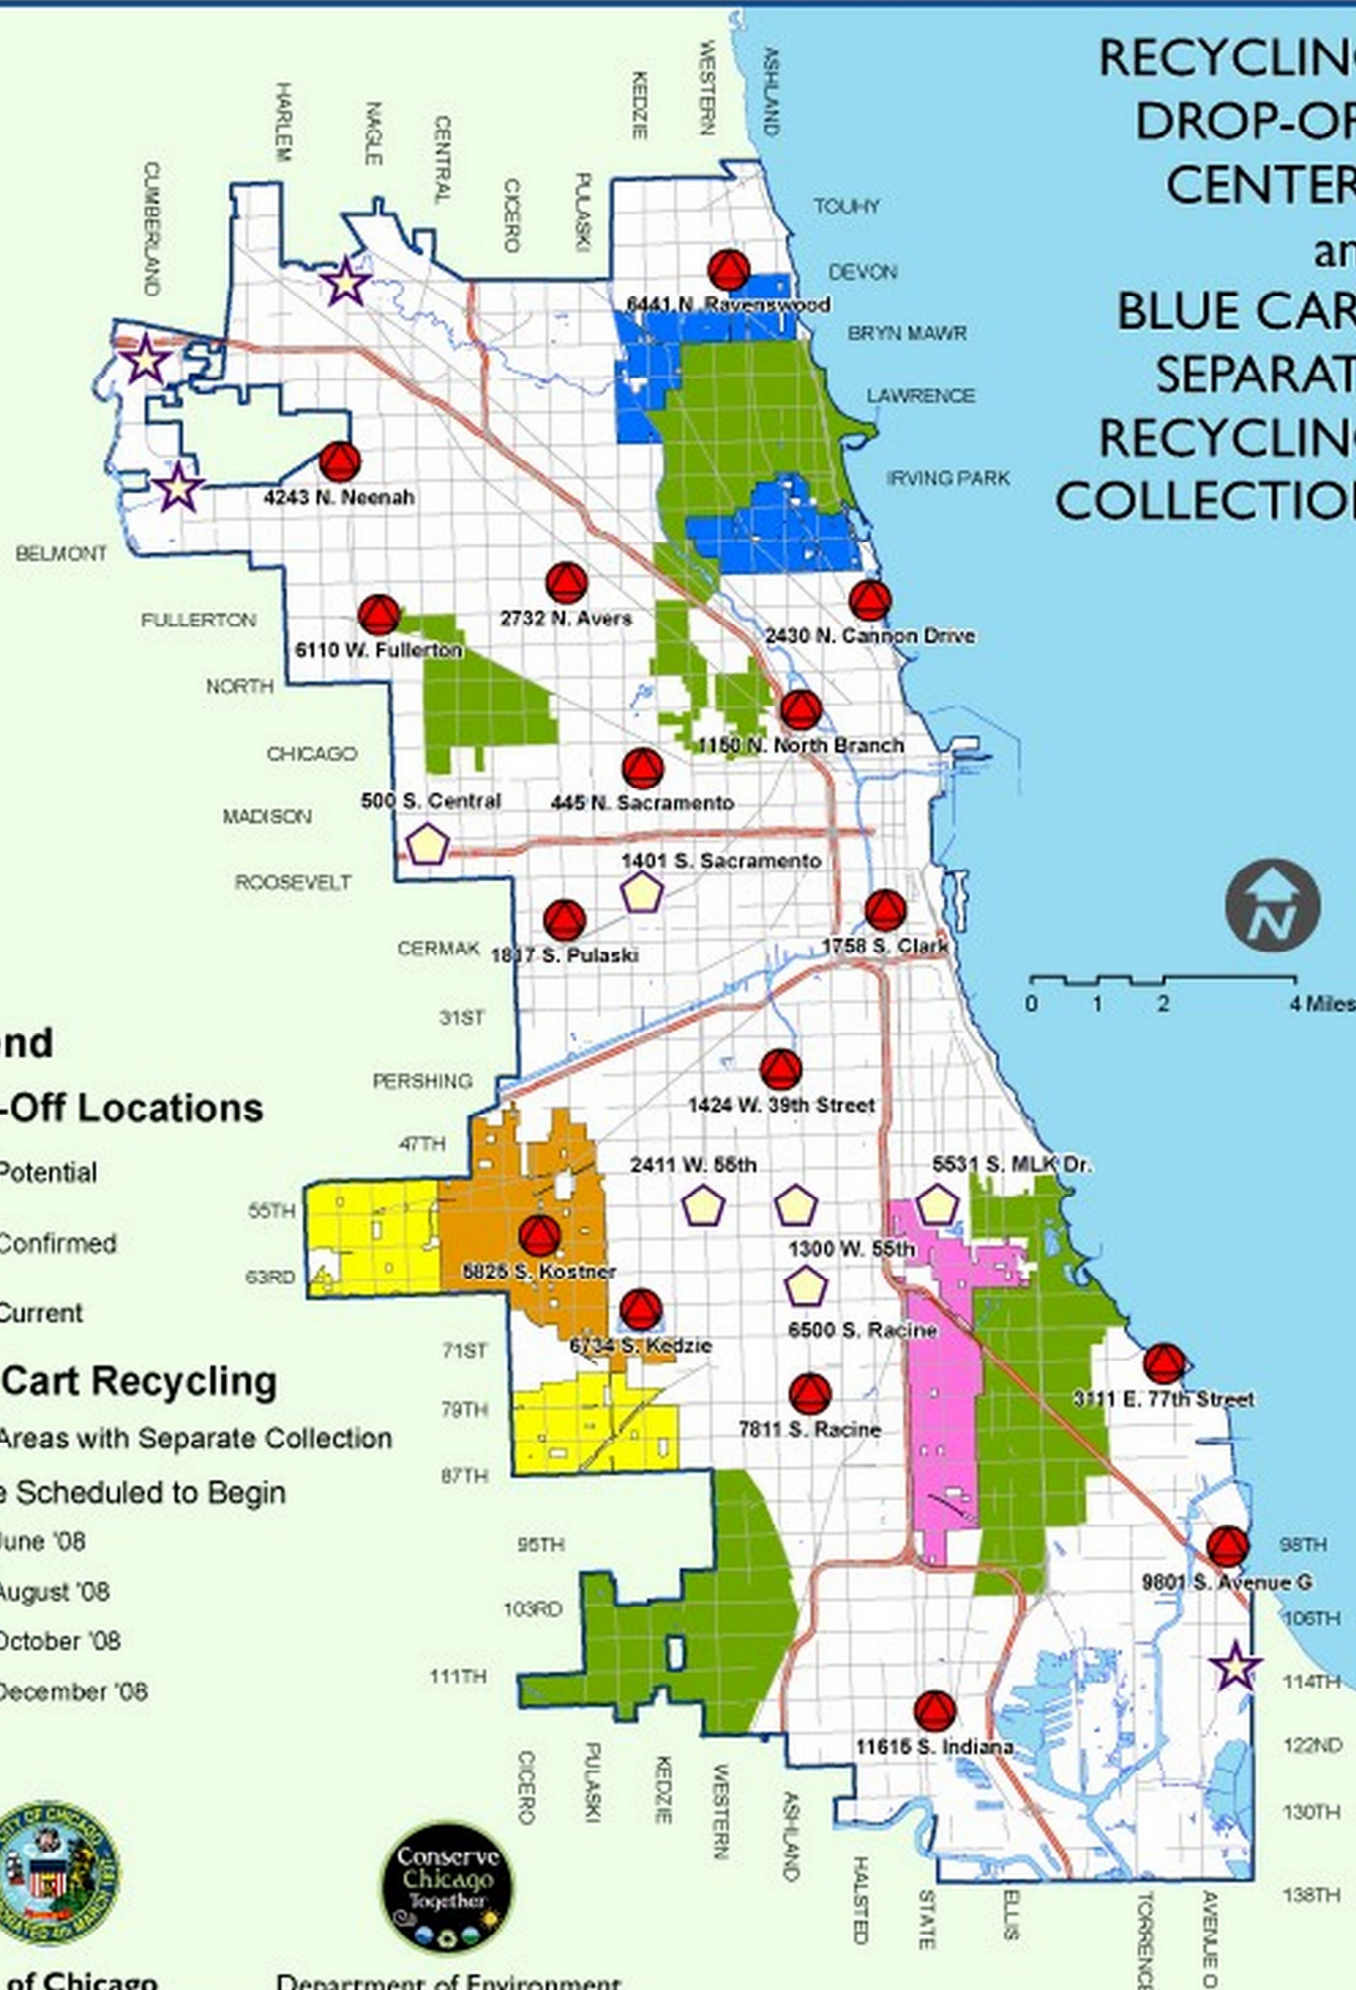 RECYCLIN
DROP-O
CENTER
an
BLUE CAR
SEPARAT
RECYCLIN
COLLECTIO
CUMBERLAND
HARLEM
NAGLE
CENTRAL
CICERO
PULASKI
KEDZIE
WESTERN
ASHLAND
TOUHY
DEVON
BRYN MAWR
LAWRENCE
IRVING PARK
6441 N. Ravenswood
4243 N. Neenah
BELMONT
FULLERTON
2732 N. Avers
2430 N. Cannon Drive
6110 W. Fullerton
NORTH
1150 N. North Branch
CHICAGO
500 S. Central
445 N. Sacramento
MADISON
1401 S. Sacramento
ROOSEVELT
CERMAK
1817 S. Pulaski
1758 S. Clark
N
0 1 2 4 Miles
31ST
PERSHING
1424 W. 39th Street
47TH
2411 W. 55th
5531 S. MLK Dr.
55TH
1300 W. 55th
63RD
5825 S. Kostner
6500 S. Racine
6734 S. Kedzie
71ST
3111 E. 77th Street
79TH
7811 S. Racine
87TH
95TH
98TH
9801 S. Avenue G
103RD
106TH
111TH
114TH
11615 S. Indiana
122ND
130TH
138TH
CICERO
PULASKI
KEDZIE
WESTERN
ASHLAND
HALSTED
STATE
ELLIS
TORRENCE
AVENUE O
end
-Off Locations
Potential
Confirmed
Current
Cart Recycling
Areas with Separate Collection
e Scheduled to Begin
June '08
August '08
October '08
December '08
Conserve
Chicago
Together
of Chicago
Department of Environment